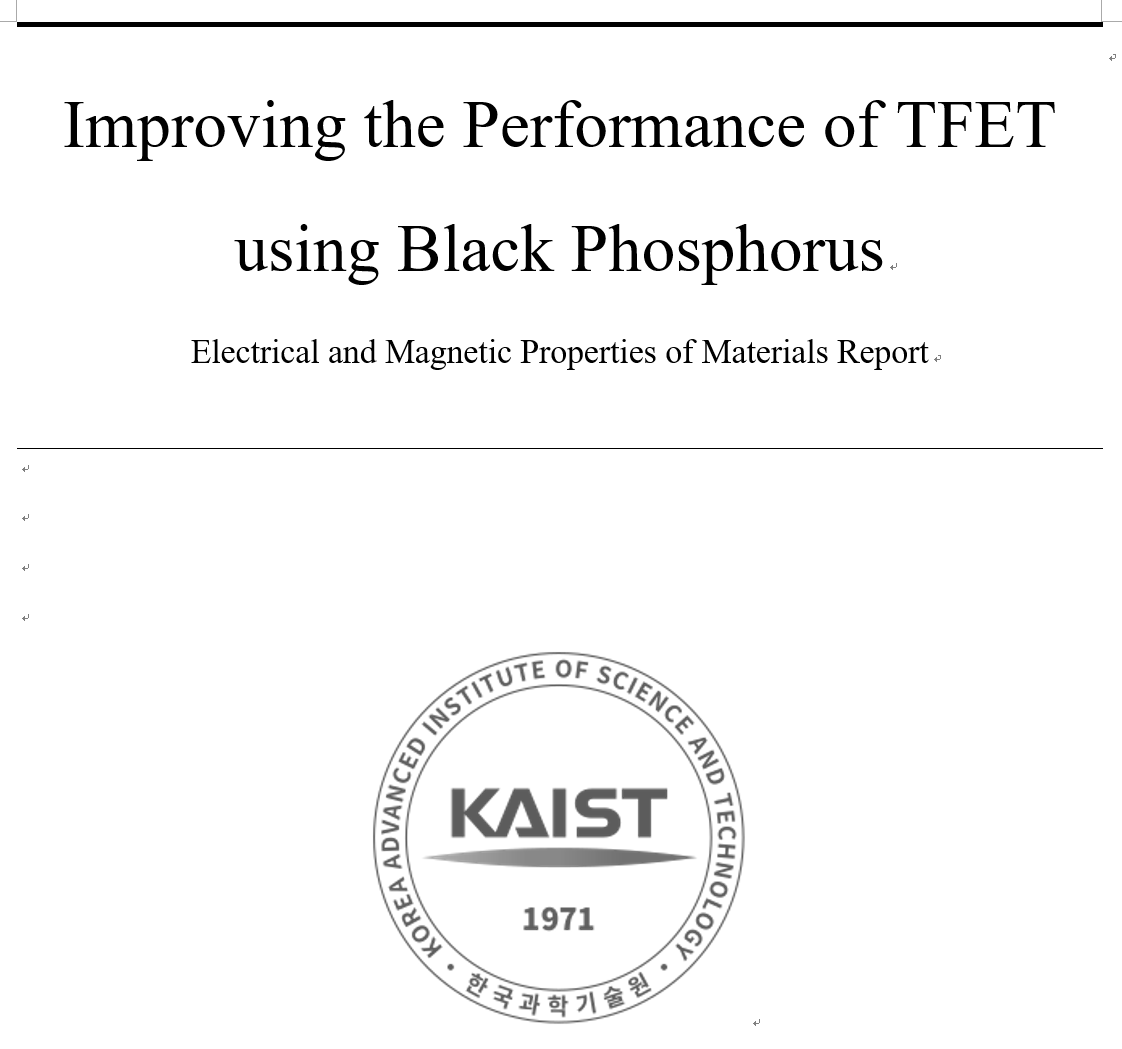 Improving the Performance of TFET
using Black Phosphorus
Electrical and Magnetic Properties of Materials Report
KOREA ADVANCED INSTITUTE OF SCIENCE AND TECHNOLOGY
KAIST
1971
한국과학기술원